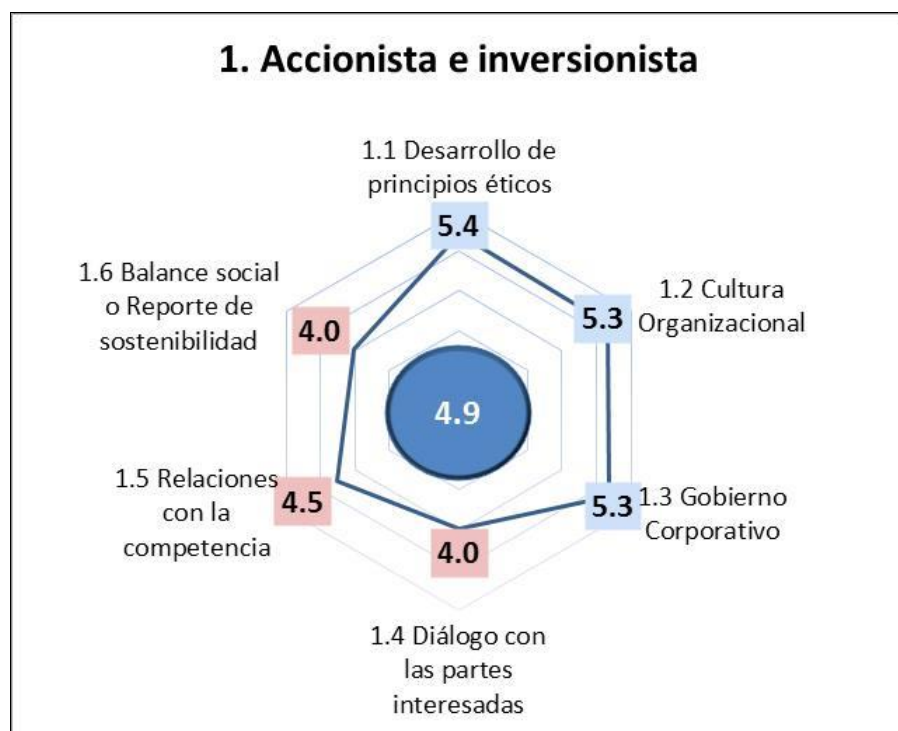 1. Accionista e inversionista
1.1 Desarrollo de
principios éticos
5.4
1.2 Cultura
Organizacional
5.3
1.3 Gobierno
Corporativo
5.3
1.4 Diálogo con
las partes
interesadas
4.0
1.5 Relaciones
con la
competencia
4.5
1.6 Balance social
o Reporte de
sostenibilidad
4.0
4.9